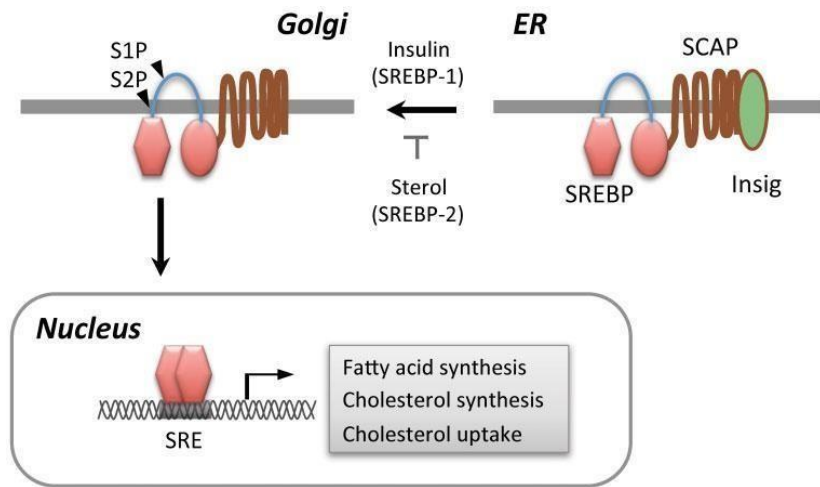 Golgi
Insulin
(SREBP-1)
ER
S1P
S2P
SCAP
Sterol
(SREBP-2)
SREBP
Insig
Nucleus
Fatty acid synthesis
Cholesterol synthesis
Cholesterol uptake
SRE